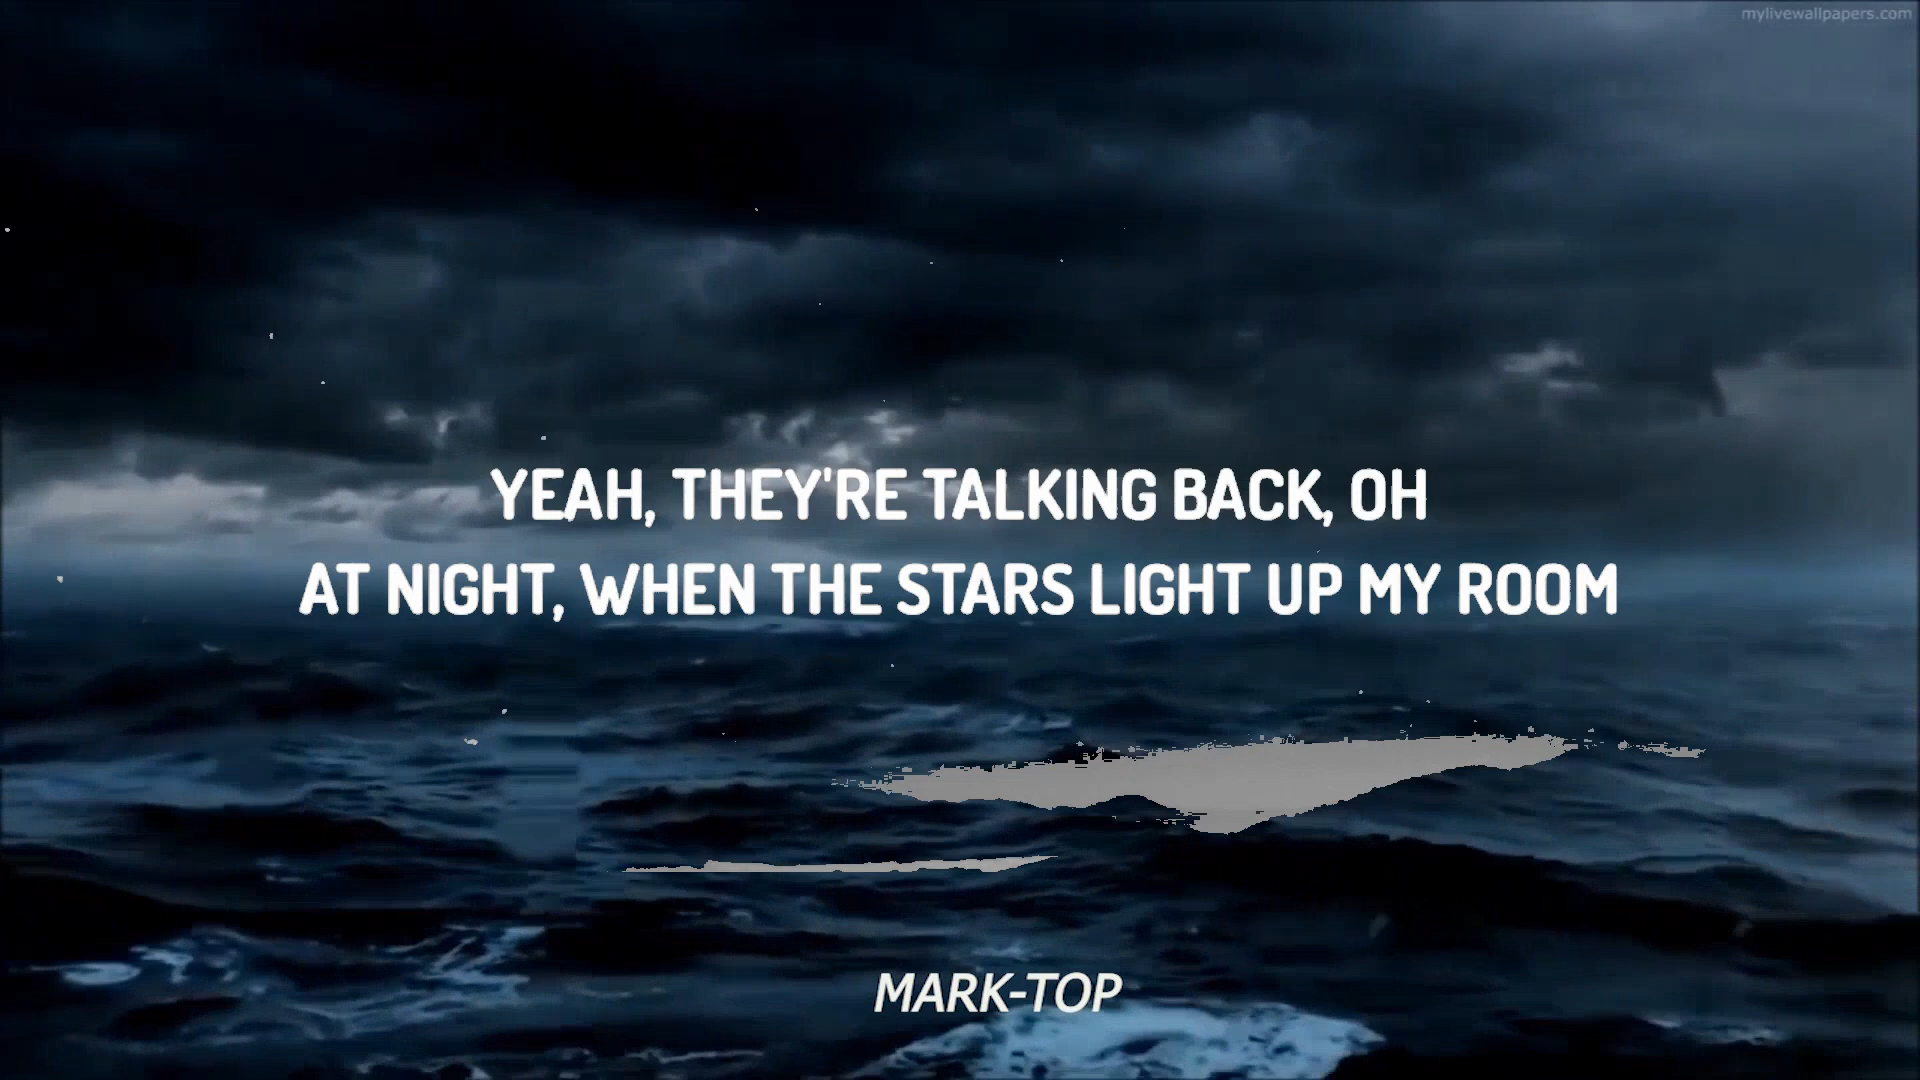 mylivewallpapers.com
YEAH, THEY'RE TALKING BACK, OH
AT NIGHT, WHEN THE STARS LIGHT UP MY ROOM
MARK-TOP